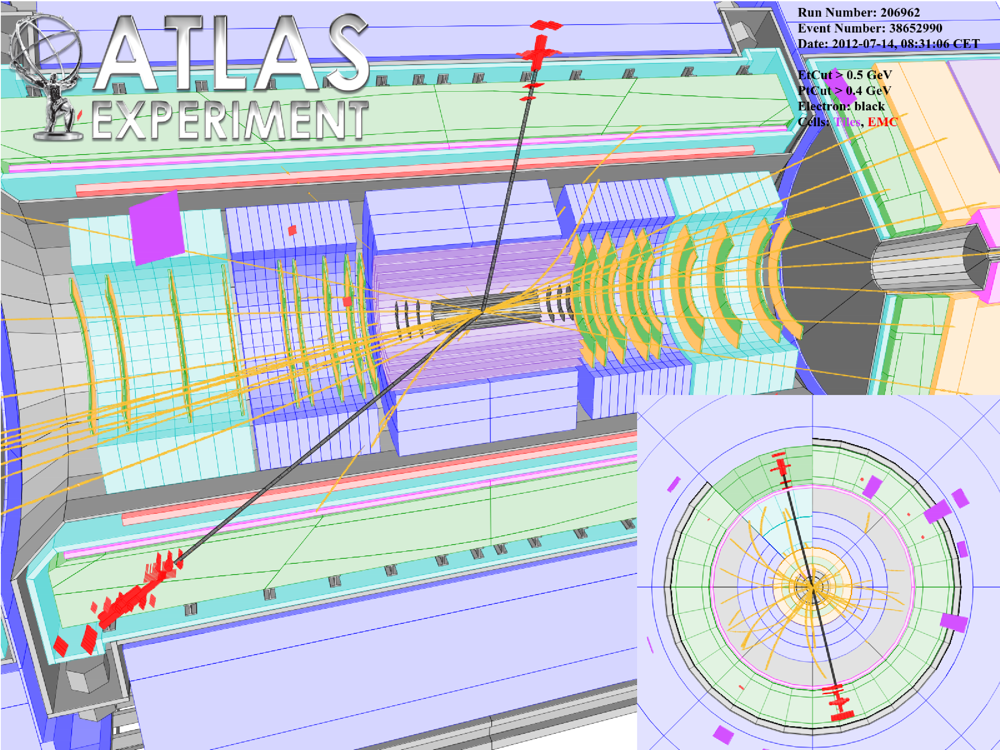 ATLAS
EXPERIMENT
Run Number: 206962
Event Number: 38652990
Date: 2012-07-14, 08:31:06 CET
EtCut > 0.5 GeV
PtCut > 0.4 GeV
Electron: black
Cells: Tiles, EMC